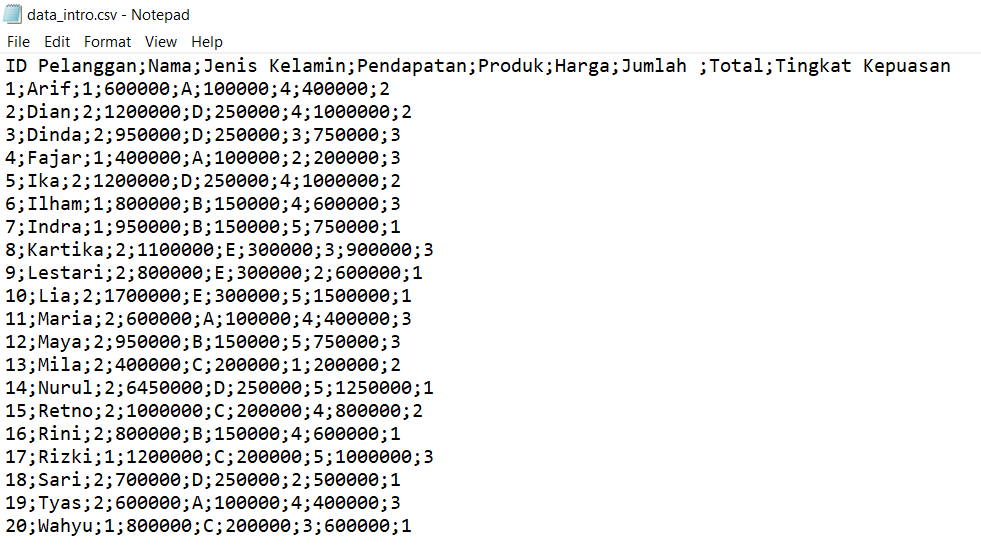 data_intro.csv - Notepad
File Edit Format View Help
ID Pelanggan;Nama;Jenis Kelamin;Pendapatan;Produk;Harga;Jumlah ;Total;Tingkat Kepuasan
1;Arif;1;600000;A;100000;4;400000;2
2;Dian;2;1200000;D;250000;4;1000000;2
3;Dinda;2;950000;D;250000;3;750000;3
4;Fajar;1;400000;A;100000;2;200000;3
5;Ika;2;1200000;D;250000;4;1000000;2
6;Ilham;1;800000;B;150000;4;600000;3
7;Indra;1;950000;B;150000;5;750000;1
8;Kartika;2;1100000;E;300000;3;900000;3
9;Lestari;2;800000;E;300000;2;600000;1
10;Lia;2;1700000;E;300000;5;1500000;1
11;Maria;2;600000;A;100000;4;400000;3
12;Maya;2;950000;B;150000;5;750000;3
13;Mila;2;400000;C;200000;1;200000;2
14;Nurul;2;6450000;D;250000;5;1250000;1
15;Retno;2;1000000;C;200000;4;800000;2
16;Rini;2;800000;B;150000;4;600000;1
17;Rizki;1;1200000;C;200000;5;1000000;3
18;Sari;2;700000;D;250000;2;500000;1
19;Tyas;2;600000;A;100000;4;400000;3
20;Wahyu;1;800000;C;200000;3;600000;1